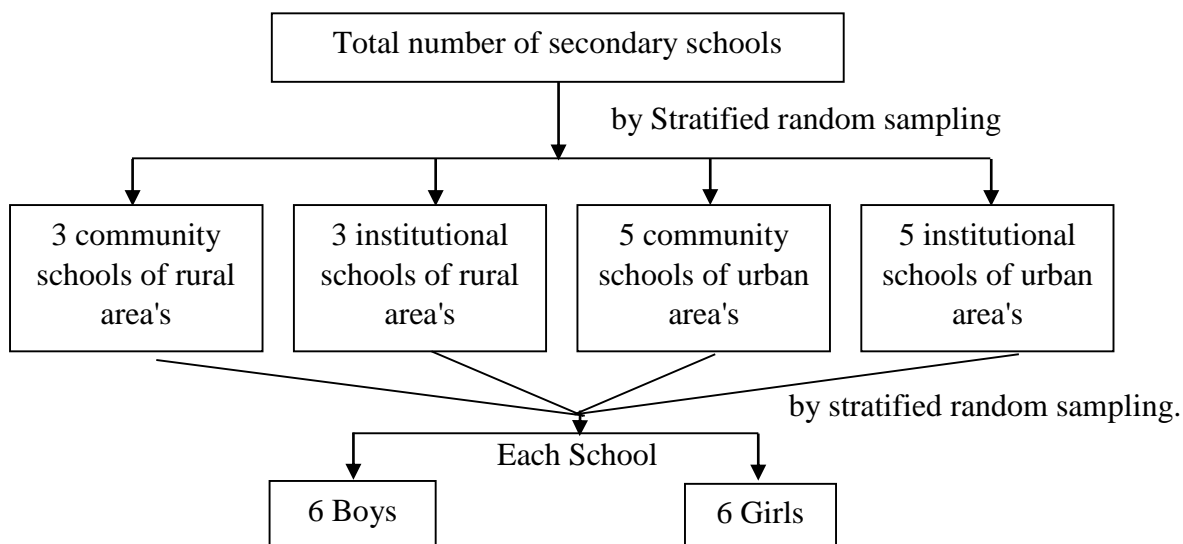 Total number of secondary schools
by Stratified random sampling
3 community
schools of rural
area's
3 institutional
schools of rural
area's
5 community
schools of urban
area's
5 institutional
schools of urban
area's
by stratified random sampling.
Each School
6 Boys
6 Girls